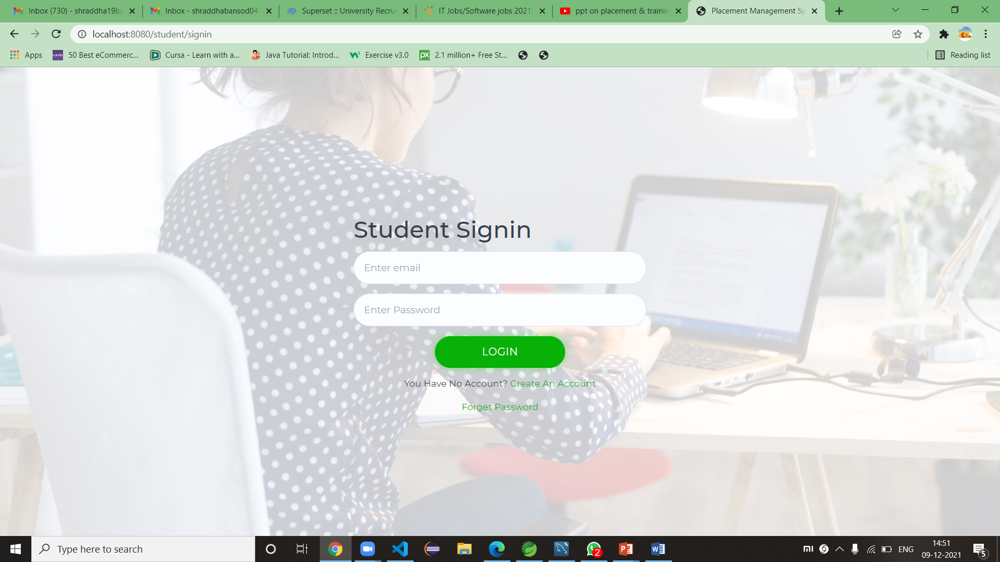 Inbox (730) - shraddha19ba
Inbox - shraddhabansod041
Superset :: University Recrui
IT Jobs/Software jobs 2021:
ppt on placement & trainin
Placement Management Sy
localhost:8080/student/signin
Apps
50 Best eCommerc...
Cursa - Learn with a...
Java Tutorial: Introd...
Exercise v3.0
2.1 million+ Free St...
Reading list
Student Signin
Enter email
Enter Password
LOGIN
You Have No Account? Create An Account
Forget Password
Type here to search
2
ENG
14:51
09-12-2021
5